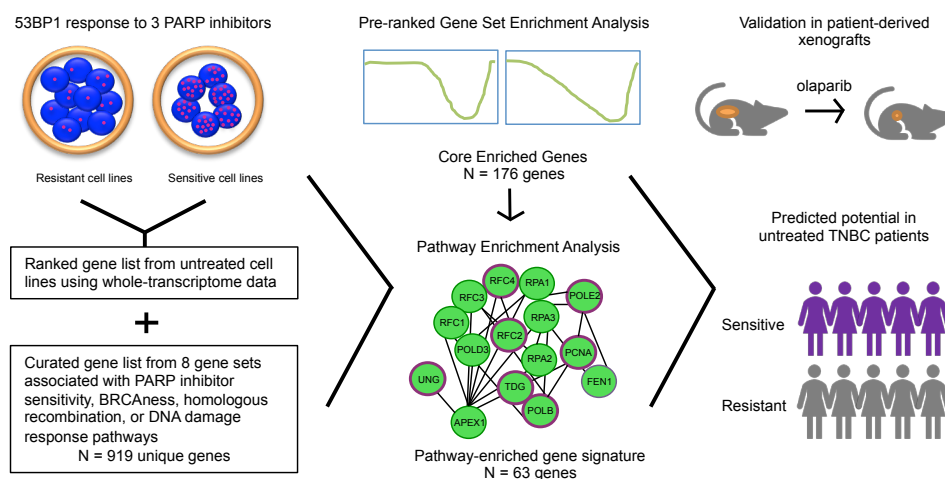 53BP1 response to 3 PARP inhibitors
Resistant cell lines
Sensitive cell lines
Ranked gene list from untreated cell
lines using whole-transcriptome data
+
Curated gene list from 8 gene sets
associated with PARP inhibitor
sensitivity, BRCAness, homologous
recombination, or DNA damage
response pathways
N = 919 unique genes
Pre-ranked Gene Set Enrichment Analysis
Core Enriched Genes
N = 176 genes
Pathway Enrichment Analysis
RFC4
RPA1
RFC3
POLE2
RFC1
RPA3
RFC2
POLD3
RPA2
PCNA
UNG
TDG
FEN1
POLB
APEX1
Pathway-enriched gene signature
N = 63 genes
Validation in patient-derived
xenografts
olaparib
Predicted potential in
untreated TNBC patients
Sensitive
Resistant